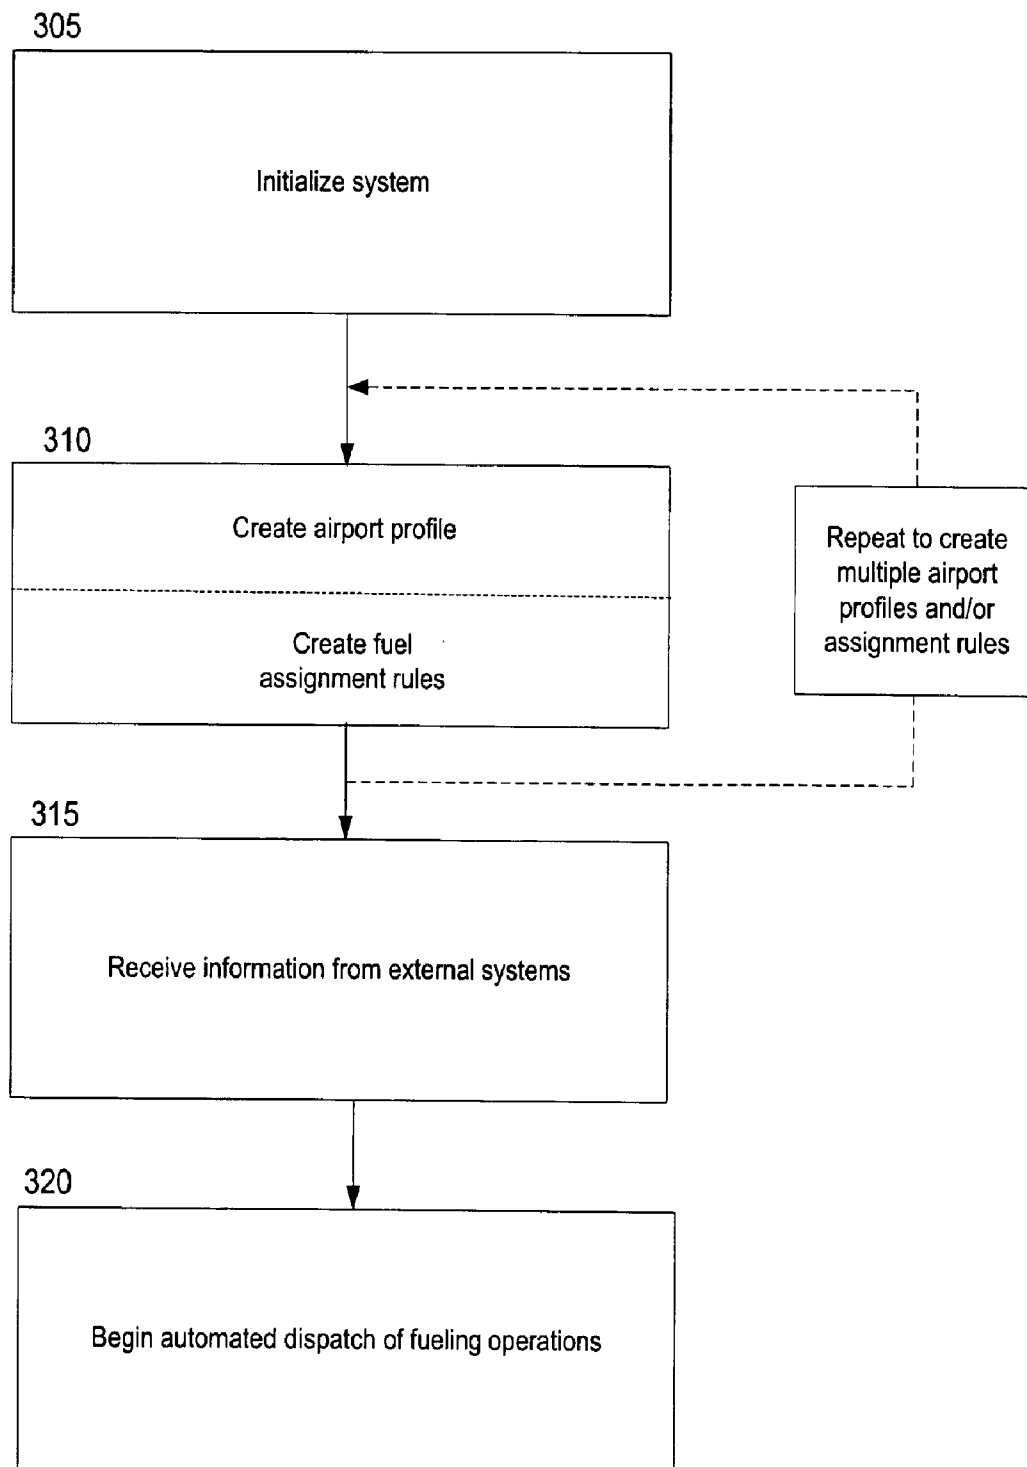 305
Initialize system
310
Create airport profile
Create fuel
assignment rules
Repeat to create
multiple airport
profiles and/or
assignment rules
315
Receive information from external systems
320
Begin automated dispatch of fueling operations